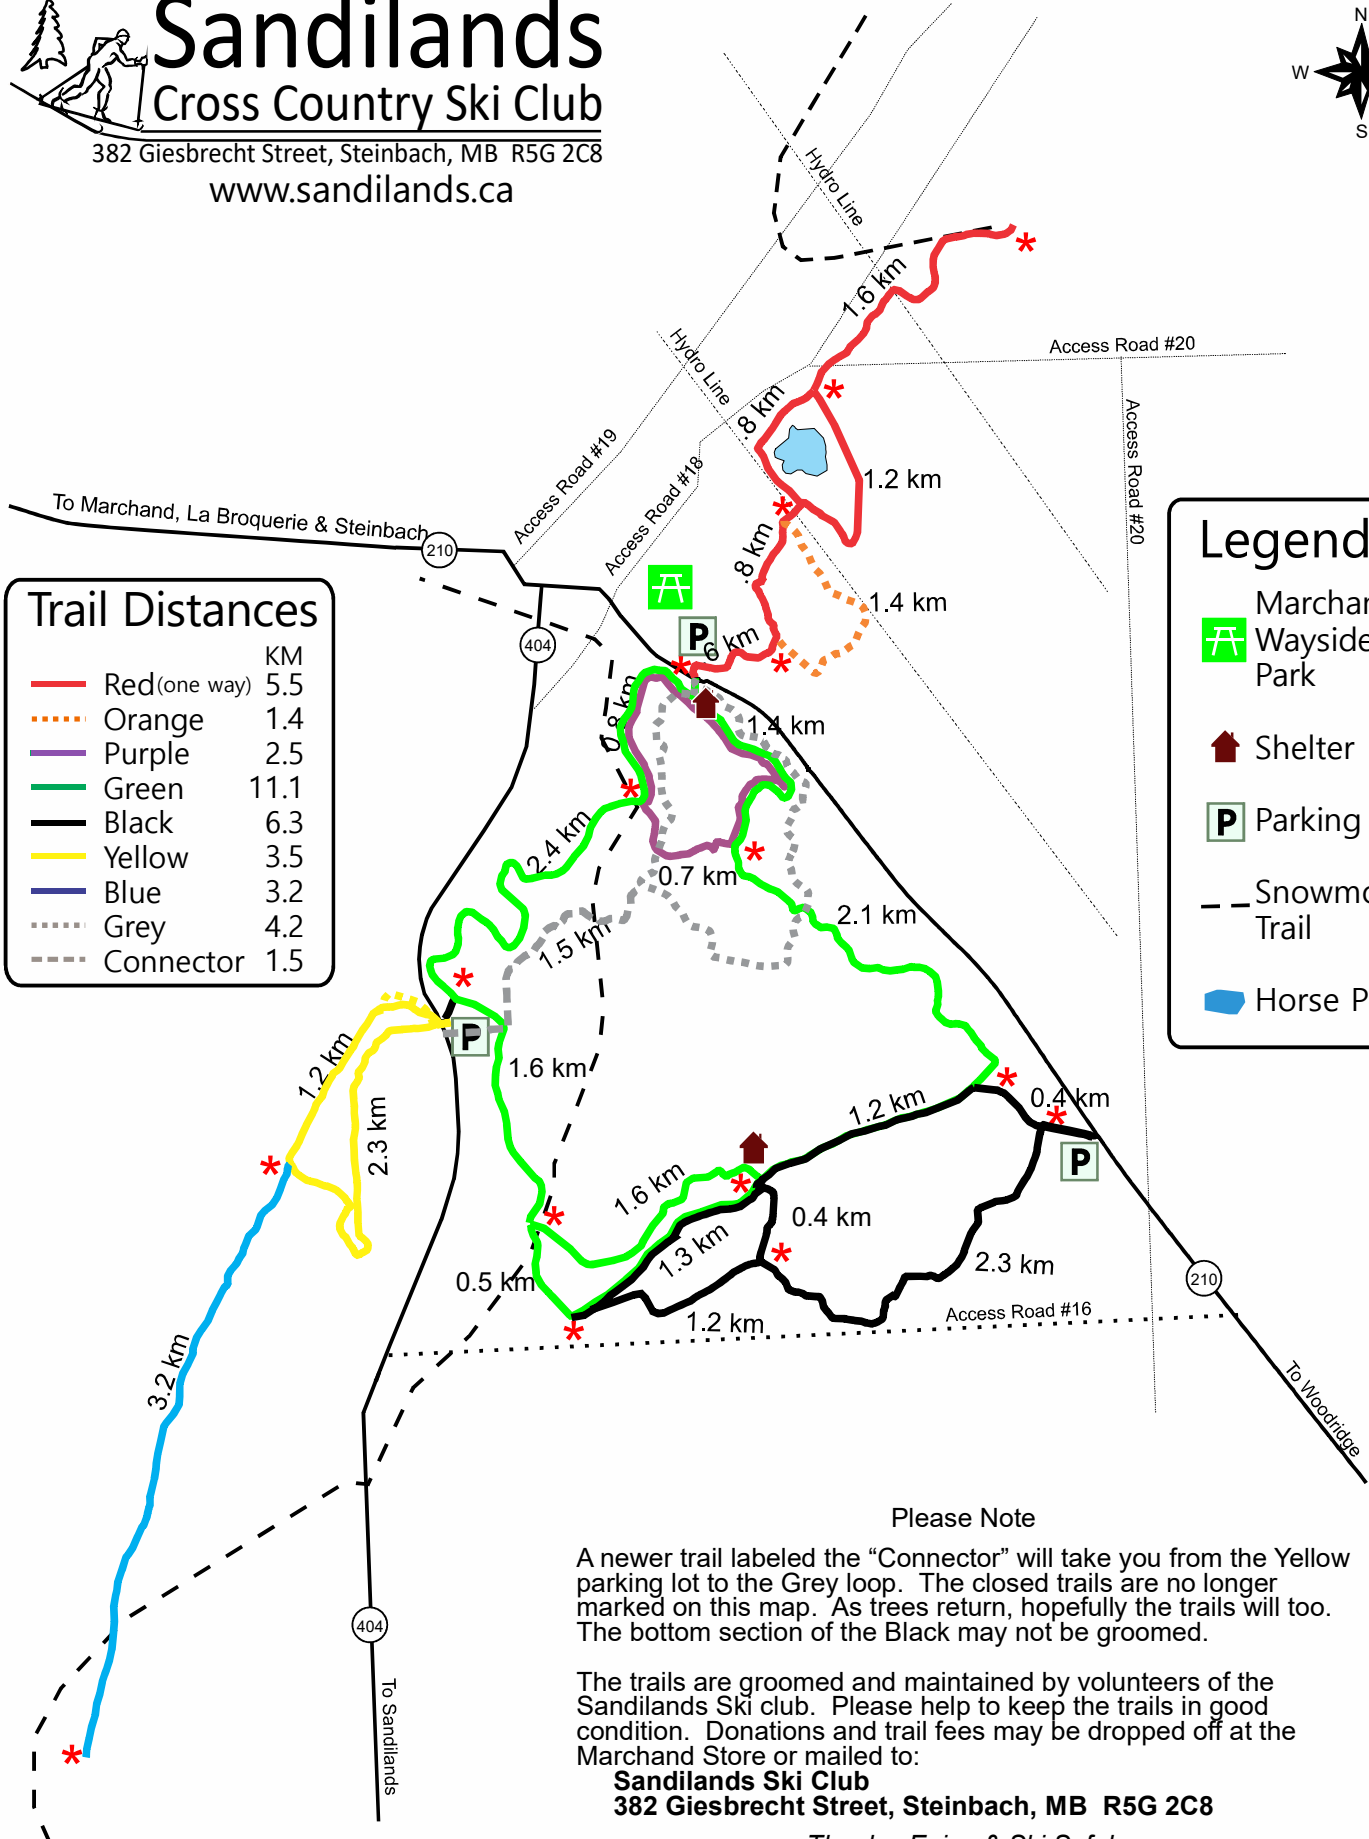 Sandilands
Cross Country Ski Club
382 Giesbrecht Street, Steinbach, MB R5G 2C8
www.sandilands.ca
N
W
S
Hydro Line
1.6 km
Hydro Line
Access Road #20
.8 km
Access Road #20
Access Road #19
Access Road #18
1.2 km
To Marchand, La Broquerie & Steinbach
210
.8 km
1.4 km
404
P
6 km
0.8 km
1.4 km
Trail Distances
KM
Red (one way) 5.5
Orange 1.4
Purple 2.5
Green 11.1
Black 6.3
Yellow 3.5
Blue 3.2
Grey 4.2
Connector 1.5
Legend
Wayside
Park
Shelter
P Parking
Trail
Horse
2.4 km
0.7 km
2.1 km
1.5 km
P
1.6 km
1.2 km
2.3 km
1.2 km
0.4 km
P
1.6 km
0.4 km
1.3 km
2.3 km
0.5 km
1.2 km
Access Road #16
210
3.2 km
To Woodridge
404
To Sandilands
Please Note
A newer trail labeled the “Connector” will take you from the Yellow
parking lot to the Grey loop. The closed trails are no longer
marked on this map. As trees return, hopefully the trails will too.
The bottom section of the Black may not be groomed.
The trails are groomed and maintained by volunteers of the
Sandilands Ski club. Please help to keep the trails in good
condition. Donations and trail fees may be dropped off at the
Marchand Store or mailed to:
Sandilands Ski Club
382 Giesbrecht Street, Steinbach, MB R5G 2C8